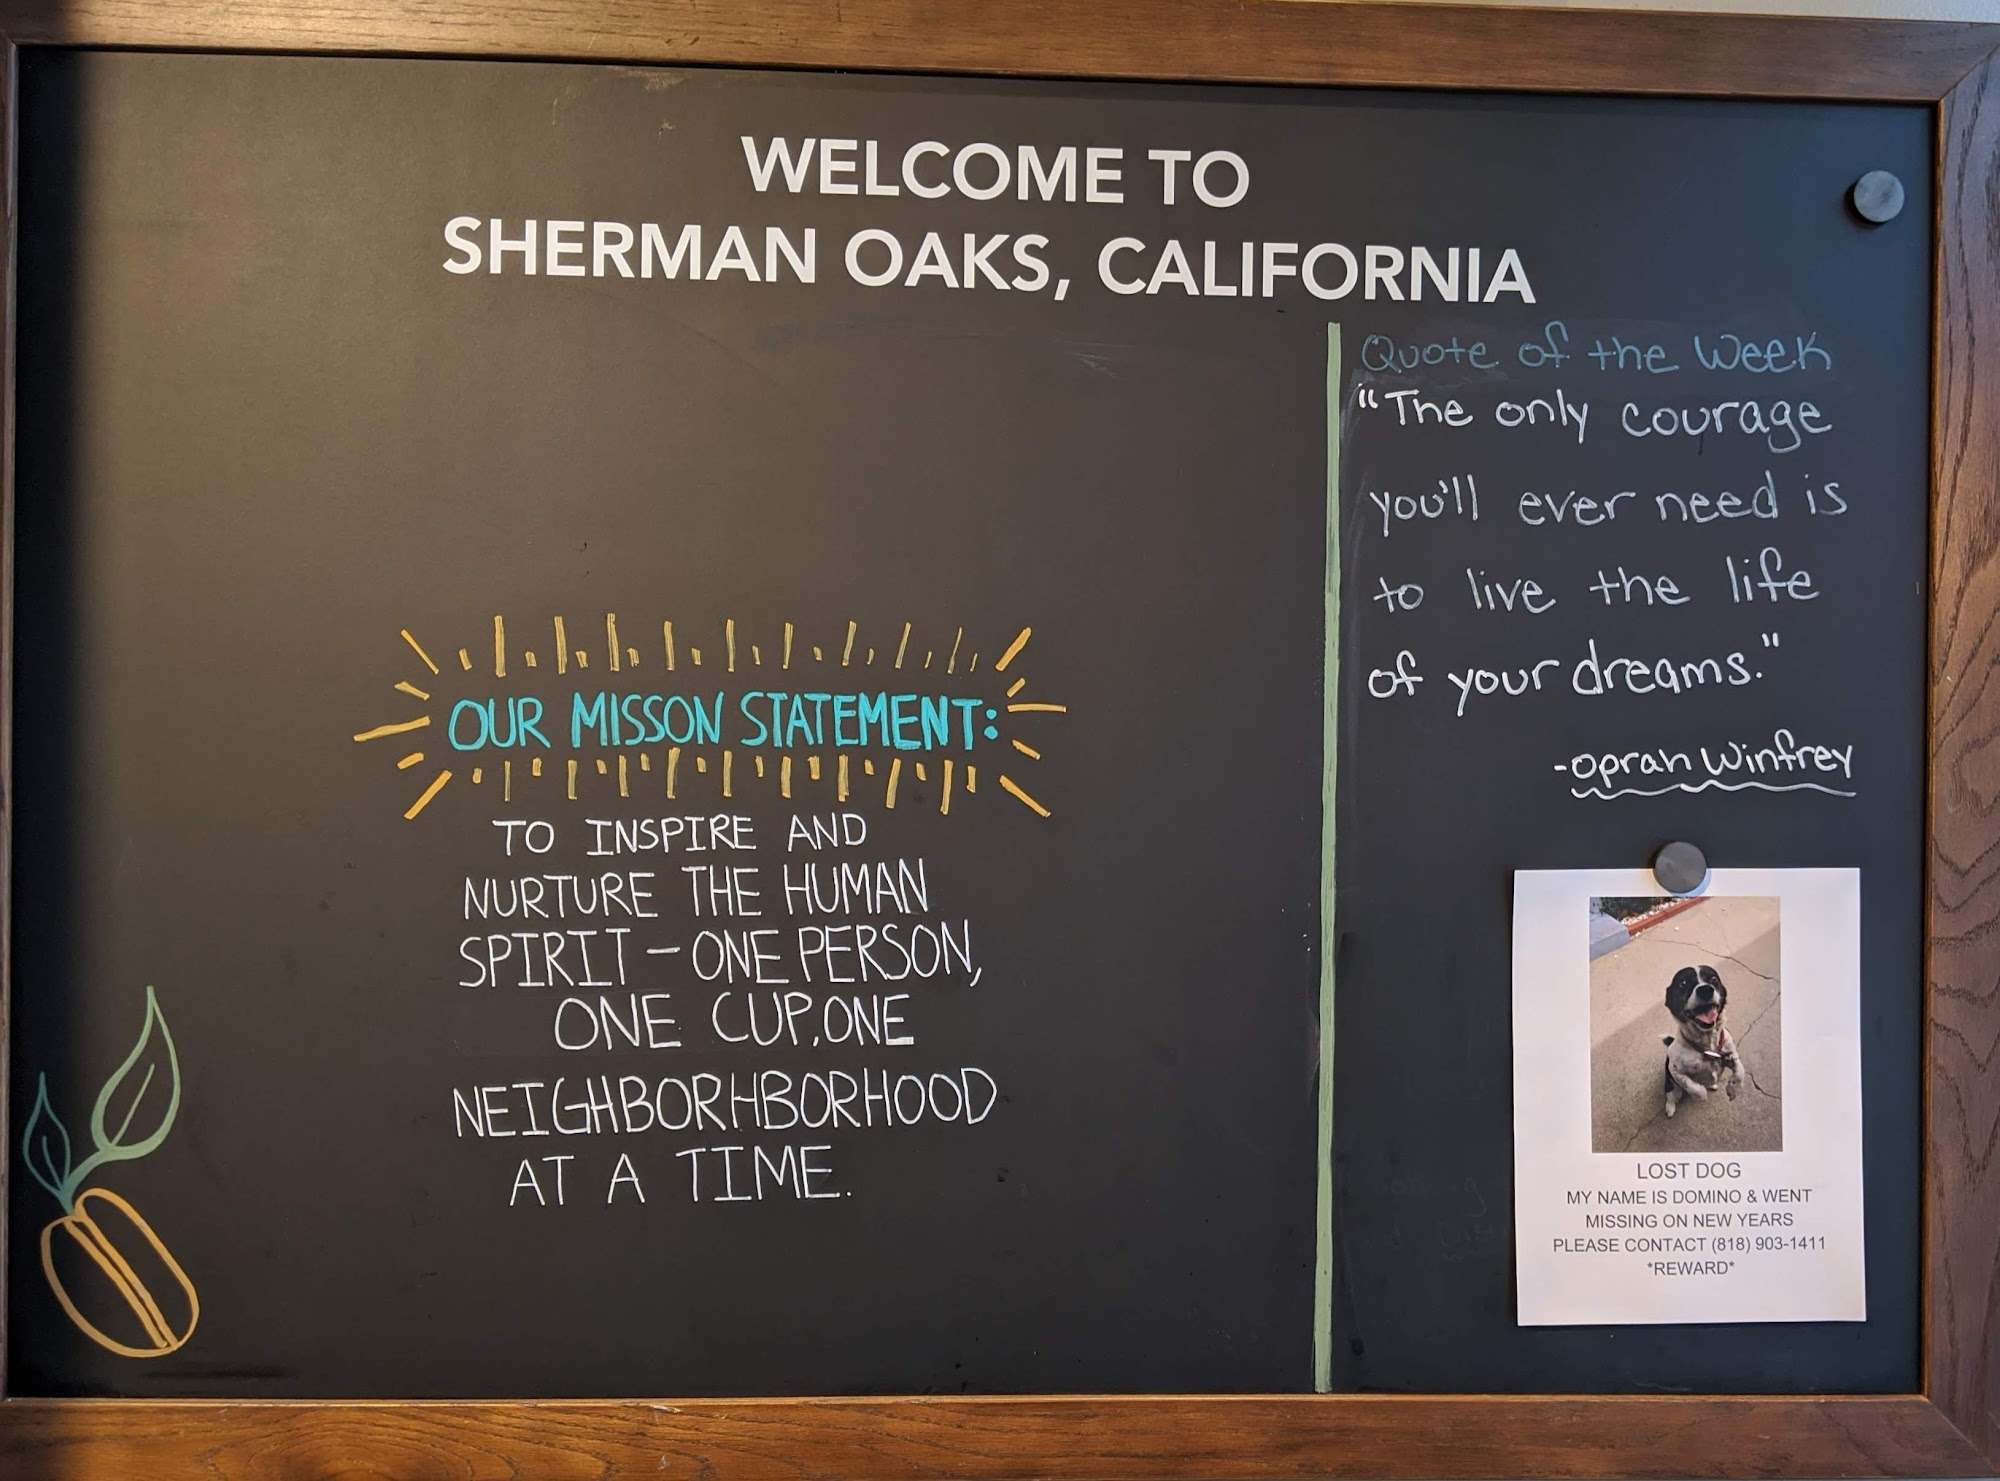 WELCOME TO
SHERMAN OAKS, CALIFORNIA
OUR MISSON STATEMENT:
TO INSPIRE AND
NURTURE THE HUMAN
SPIRIT - ONE PERSON,
ONE CUP, ONE
NEIGHBORHBORHOOD
AT A TIME.
Quote of the Week
"The only courage
you'll ever need is
to live the life
of your dreams."
-Oprah Winfrey
LOST DOG
MY NAME IS DOMINO & WENT
MISSING ON NEW YEARS
PLEASE CONTACT (818) 903-1411
*REWARD*